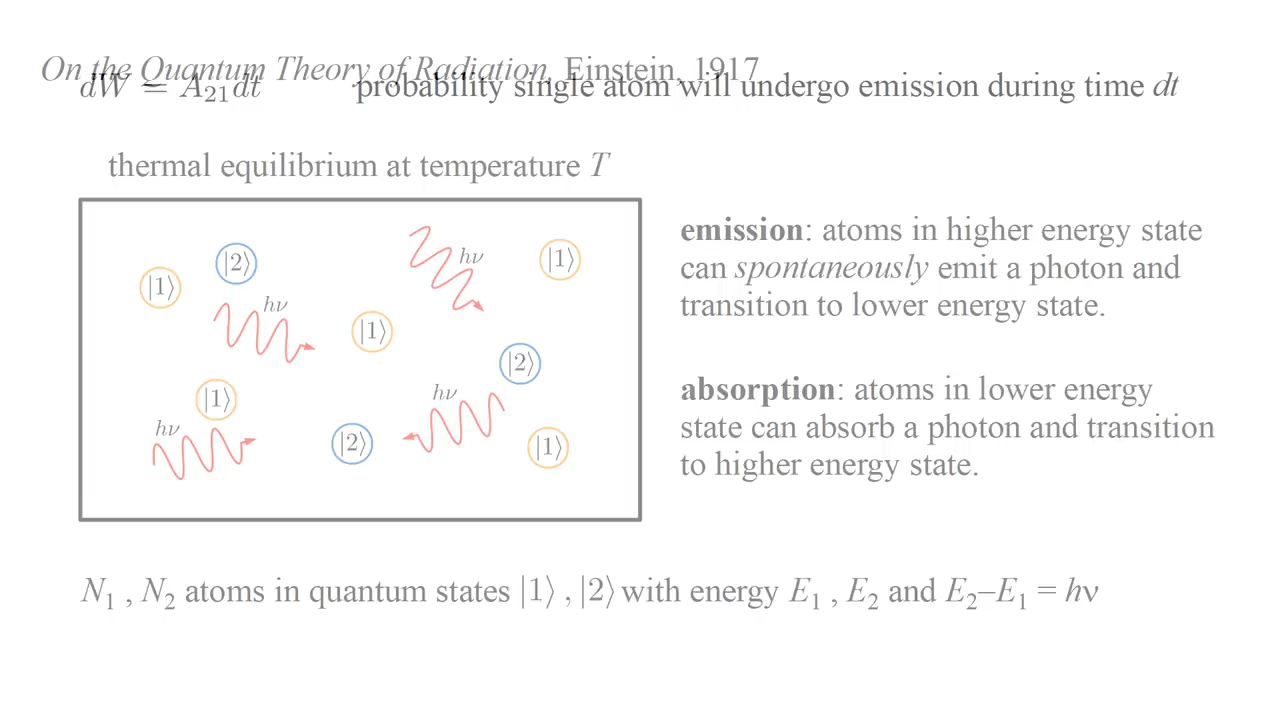 On the Quantum Theory of Radiation, Einstein, 1917
dW = A₂₁dt probability single atom will undergo emission during time dt
thermal equilibrium at temperature T
emission: atoms in higher energy state
can spontaneously emit a photon and
transition to lower energy state.
absorption: atoms in lower energy
state can absorb a photon and transition
to higher energy state.
|2⟩
hν
|1⟩
|1⟩
hν
|1⟩
|2⟩
|1⟩
hν
hν
|2⟩
|1⟩
N₁ , N₂ atoms in quantum states |1⟩ , |2⟩ with energy E₁ , E₂ and E₂–E₁ = hν